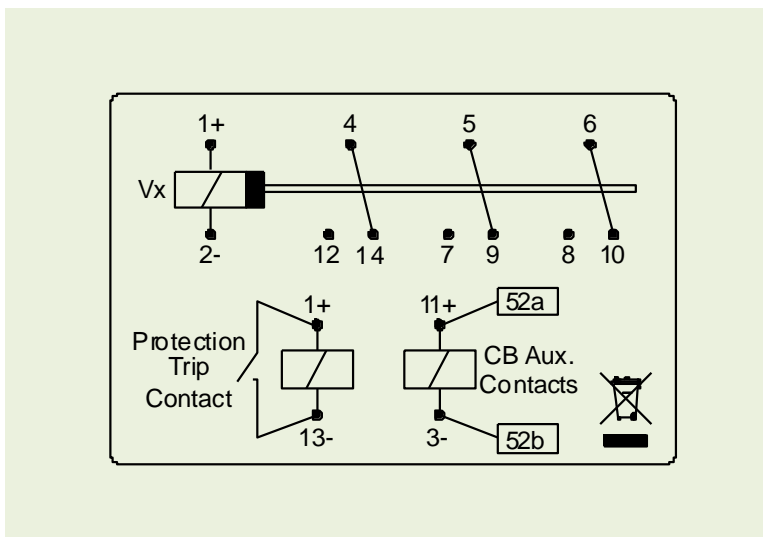 1+ 4 5 6
Vx
2- 12 14 7 9 8 10
1+ 11+ 52a
Protection
Trip
Contact
CB Aux.
Contacts
13- 3- 52b